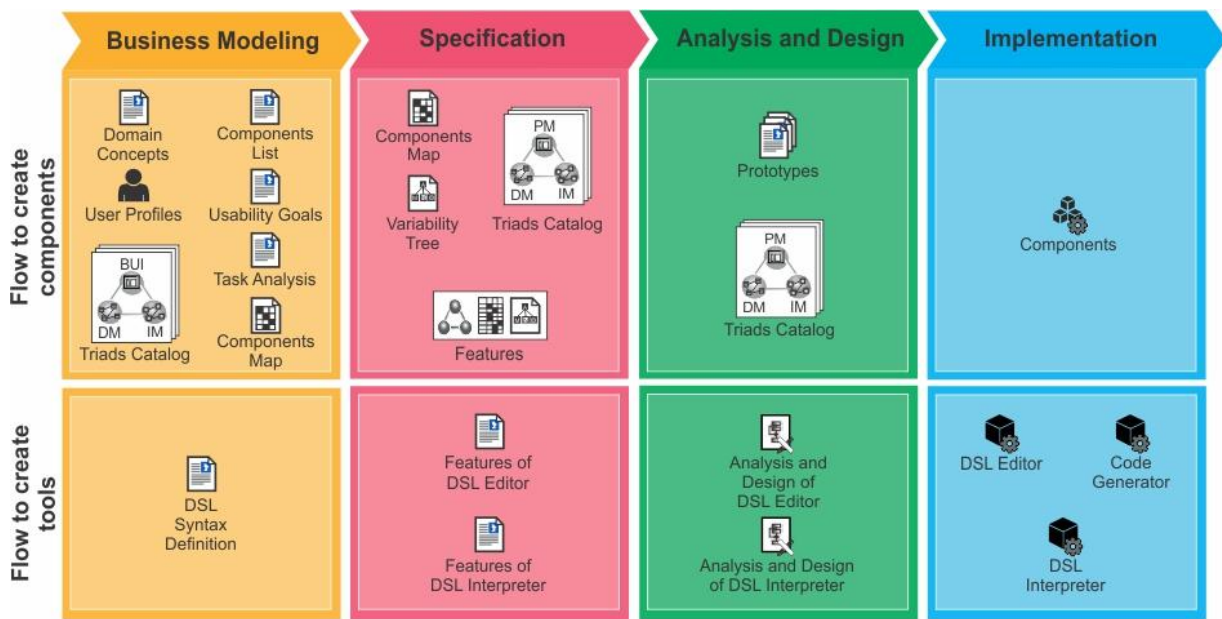 Business Modeling
Specification
Analysis and Design
Implementation
Flow to create
components
Domain
Concepts
Components
List
User Profiles
Usability Goals
BUI
DM
IM
Triads Catalog
Task Analysis
Components
Map
Components
Map
PM
DM
IM
Triads Catalog
Variability
Tree
Features
Prototypes
PM
DM
IM
Triads Catalog
Components
Flow to create
tools
DSL
Syntax
Definition
Features of
DSL Editor
Features of
DSL Interpreter
Analysis and
Design of
DSL Editor
Analysis and Design
of DSL Interpreter
DSL Editor
Code
Generator
DSL
Interpreter